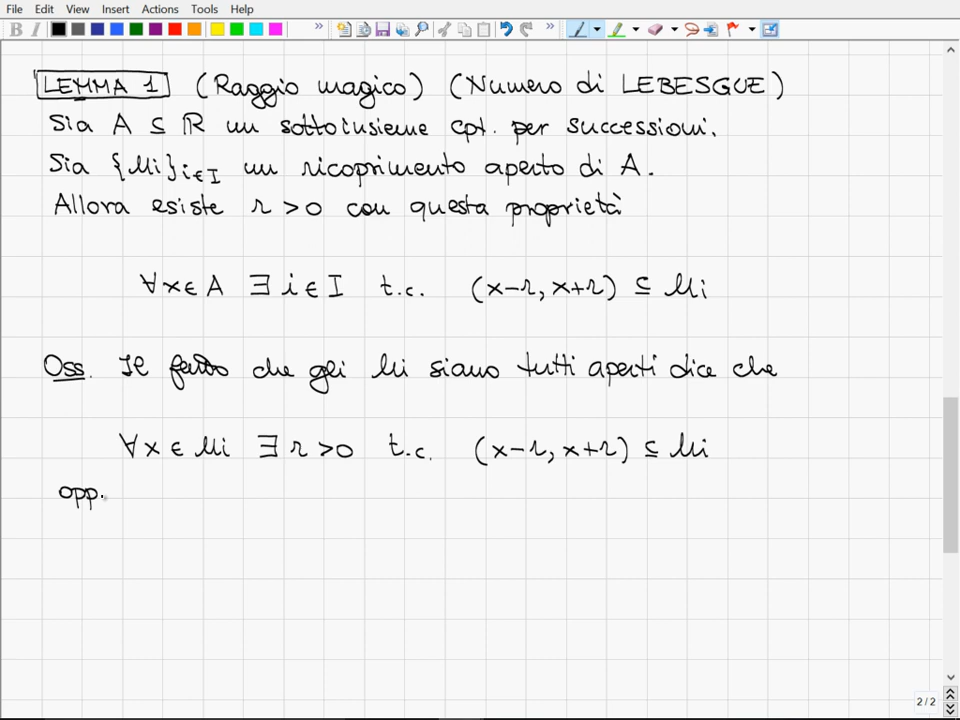 File Edit View Insert Actions Tools Help
LEMMA 1 (Raggio magico) (Numero di LEBESGUE)
Sia A ⊆ ℝ un sottoinsieme cpt. per successioni.
Sia {Ui}i∈I un ricoprimento aperto di A.
Allora esiste r > 0 con questa proprietà
∀x∈A ∃ i∈I t.c. (x-r, x+r) ⊆ Ui
Oss. Il fatto che gli Ui siano tutti aperti dice che
∀x∈Ui ∃ r>0 t.c. (x-r, x+r) ⊆ Ui
opp.
2 / 2